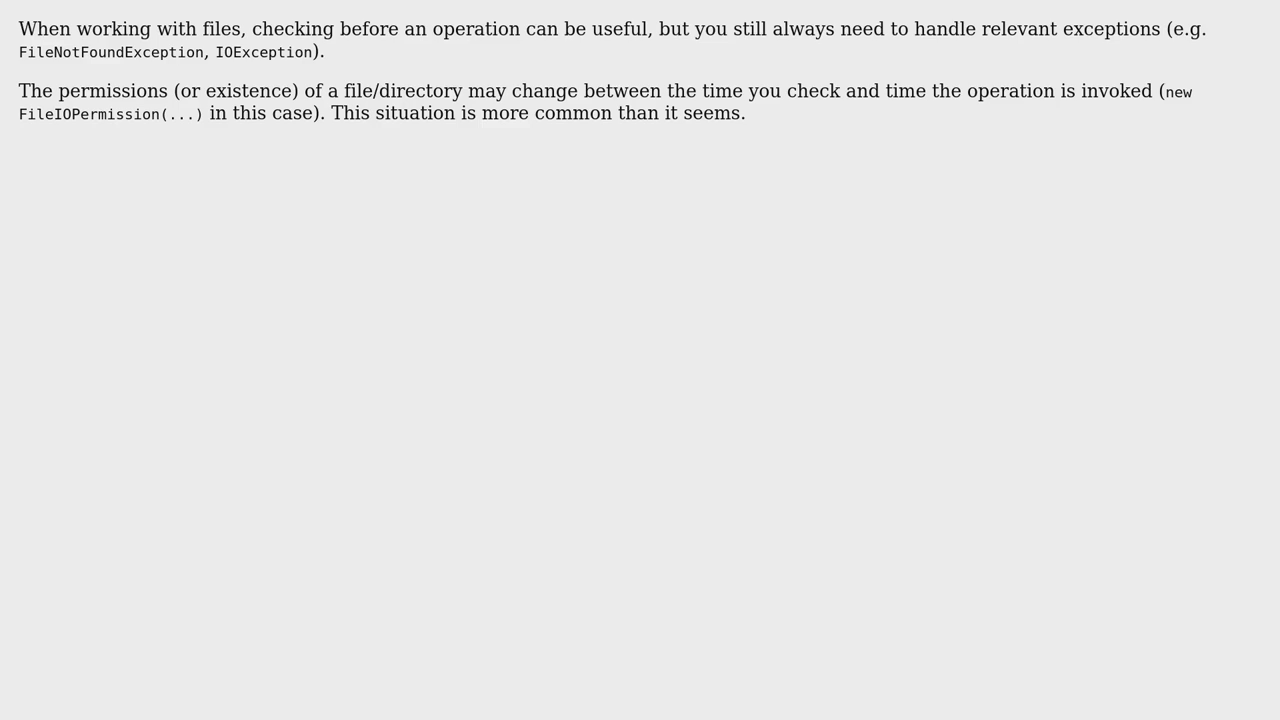 When working with files, checking before an operation can be useful, but you still always need to handle relevant exceptions (e.g.
FileNotFoundException, IOException).
The permissions (or existence) of a file/directory may change between the time you check and time the operation is invoked (new
FileIOPermission(...) in this case). This situation is more common than it seems.